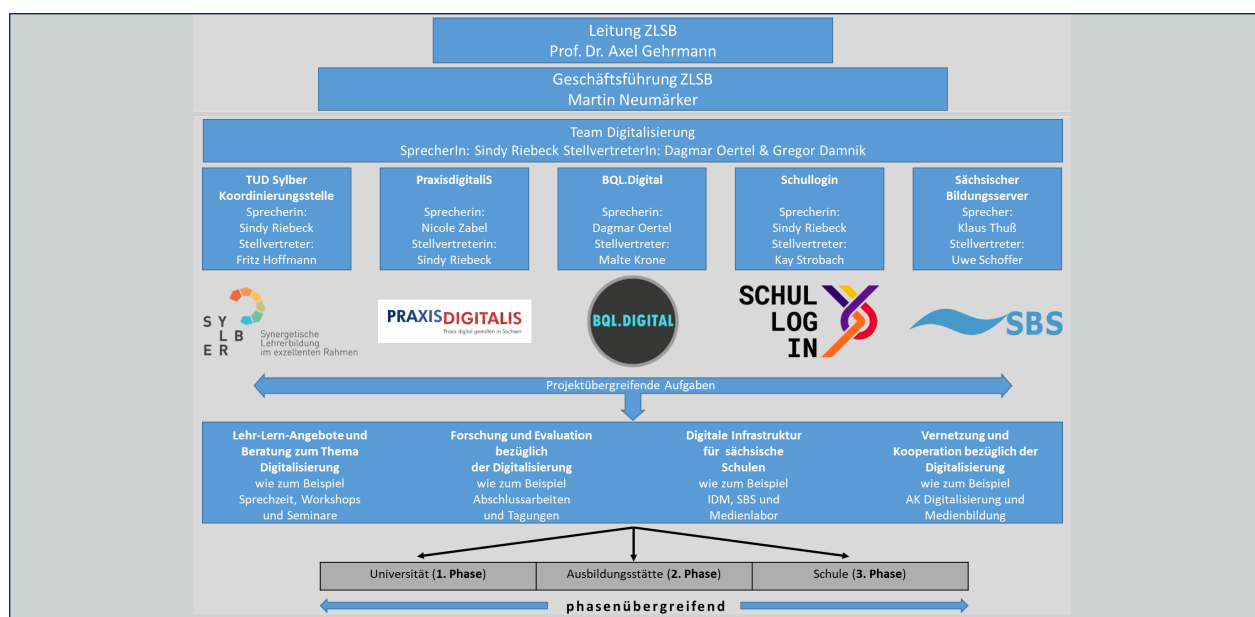 Leitung ZLSB
Prof. Dr. Axel Gehrmann
Geschäftsführung ZLSB
Martin Neumärker
Team Digitalisierung
SprecherIn: Sindy Riebeck StellvertreterIn: Dagmar Oertel & Gregor Damnik
TUD Sylber
Koordinierungsstelle
Sprecherin:
Sindy Riebeck
Stellvertreter:
Fritz Hoffmann
PraxisdigitaliS
Sprecherin:
Nicole Zabel
Stellvertreterin:
Sindy Riebeck
BQL.Digital
Sprecherin:
Dagmar Oertel
Stellvertreter:
Malte Krone
Schullogin
Sprecherin:
Sindy Riebeck
Stellvertreter:
Kay Strobach
Sächsischer
Bildungsserver
Sprecher:
Klaus Thuß
Stellvertreter:
Uwe Schoffer
S Y
L B
E R
Synergetische
Lehrerbildung
im exzellenten Rahmen
PRAXISDIGITALIS
Praxis digital gestalten in Sachsen
BQL.DIGITAL
SCHUL
LOG
IN
SBS
Projektübergreifende Aufgaben
Lehr-Lern-Angebote und
Beratung zum Thema
Digitalisierung
wie zum Beispiel
Sprechzeit, Workshops
und Seminare
Forschung und Evaluation
bezüglich
der Digitalisierung
wie zum Beispiel
Abschlussarbeiten
und Tagungen
Digitale Infrastruktur
für sächsische
Schulen
wie zum Beispiel
IDM, SBS und
Medienlabor
Vernetzung und
Kooperation bezüglich der
Digitalisierung
wie zum Beispiel
AK Digitalisierung und
Medienbildung
Universität (1. Phase)
Ausbildungsstätte (2. Phase)
Schule (3. Phase)
phasenübergreifend